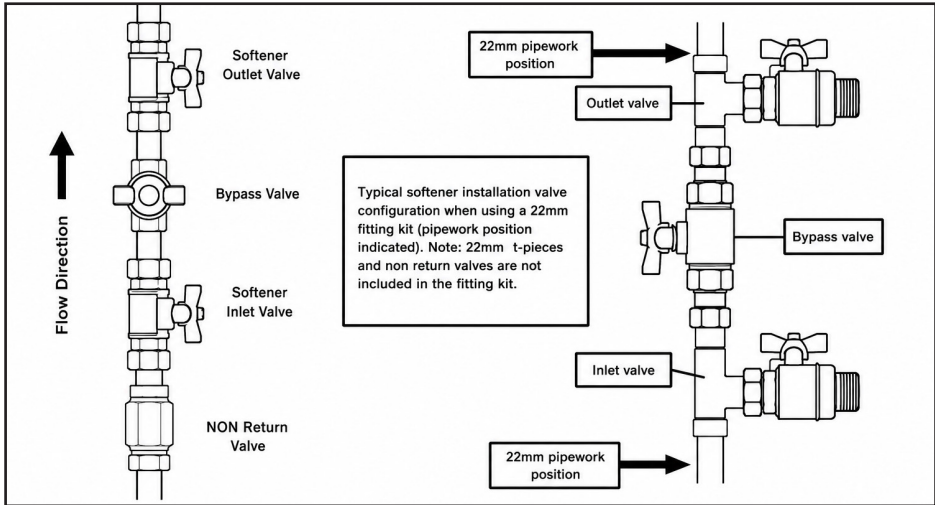 Softener
Outlet Valve
Flow Direction
Bypass Valve
Softener
Inlet Valve
NON Return
Valve
Typical softener installation valve
configuration when using a 22mm
fitting kit (pipework position
indicated). Note: 22mm t-pieces
and non return valves are not
included in the fitting kit.
22mm pipework
position
Outlet valve
Bypass valve
Inlet valve
22mm pipework
position